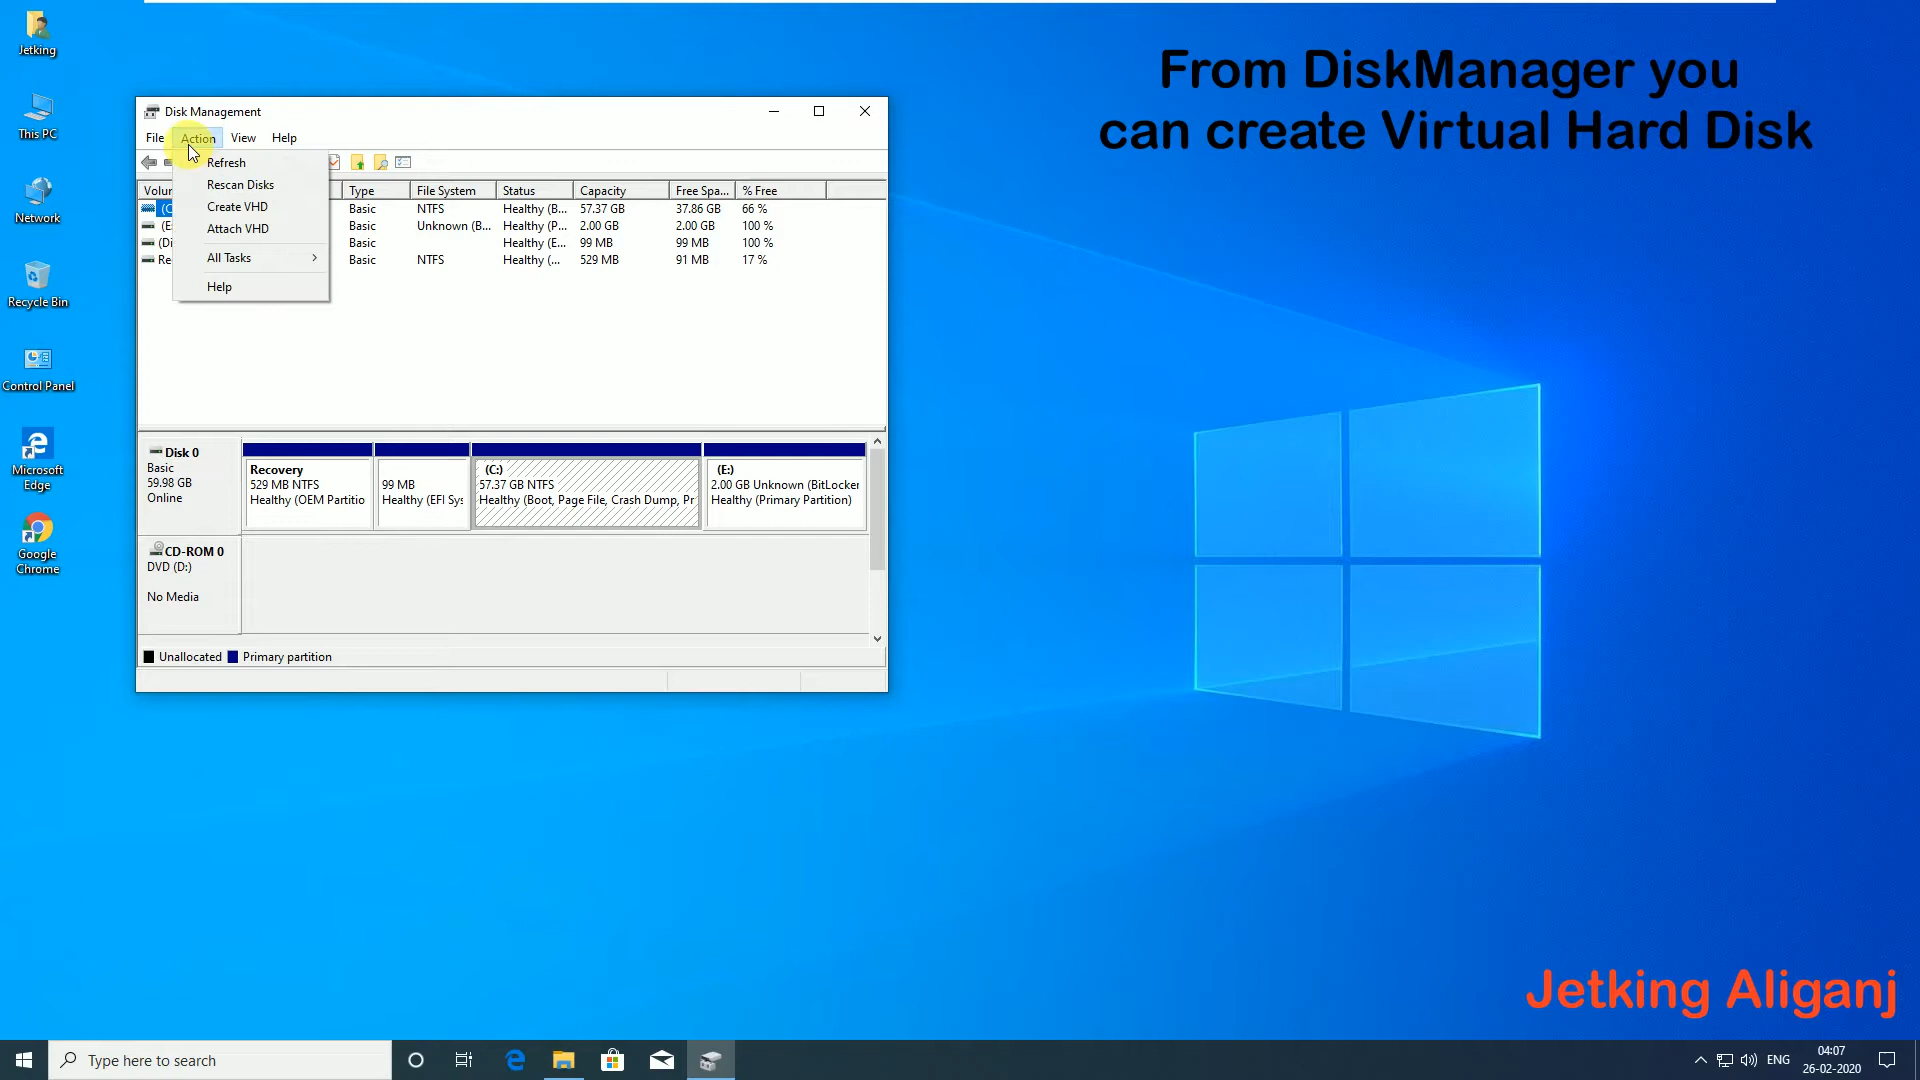 From DiskManager you
can create Virtual Hard Disk
Jetking
This PC
Network
Recycle Bin
Control Panel
Microsoft
Edge
Google
Chrome
Disk Management
File Action View Help
Refresh
Rescan Disks
Create VHD
Attach VHD
All Tasks
Help
Type File System Status Capacity Free Spa... % Free
Basic NTFS Healthy (B... 57.37 GB 37.86 GB 66 %
Basic Unknown (B... Healthy (P... 2.00 GB 2.00 GB 100 %
Basic Healthy (E... 99 MB 99 MB 100 %
Basic NTFS Healthy (... 529 MB 91 MB 17 %
Disk 0
Basic
59.98 GB
Online
Recovery
529 MB NTFS
Healthy (OEM Partitio
99 MB
Healthy (EFI Sys
(C:)
57.37 GB NTFS
Healthy (Boot, Page File, Crash Dump, Pr
(E:)
2.00 GB Unknown (BitLocker
Healthy (Primary Partition)
CD-ROM 0
DVD (D:)
No Media
Unallocated Primary partition
Jetking Aliganj
Type here to search
ENG
04:07
26-02-2020